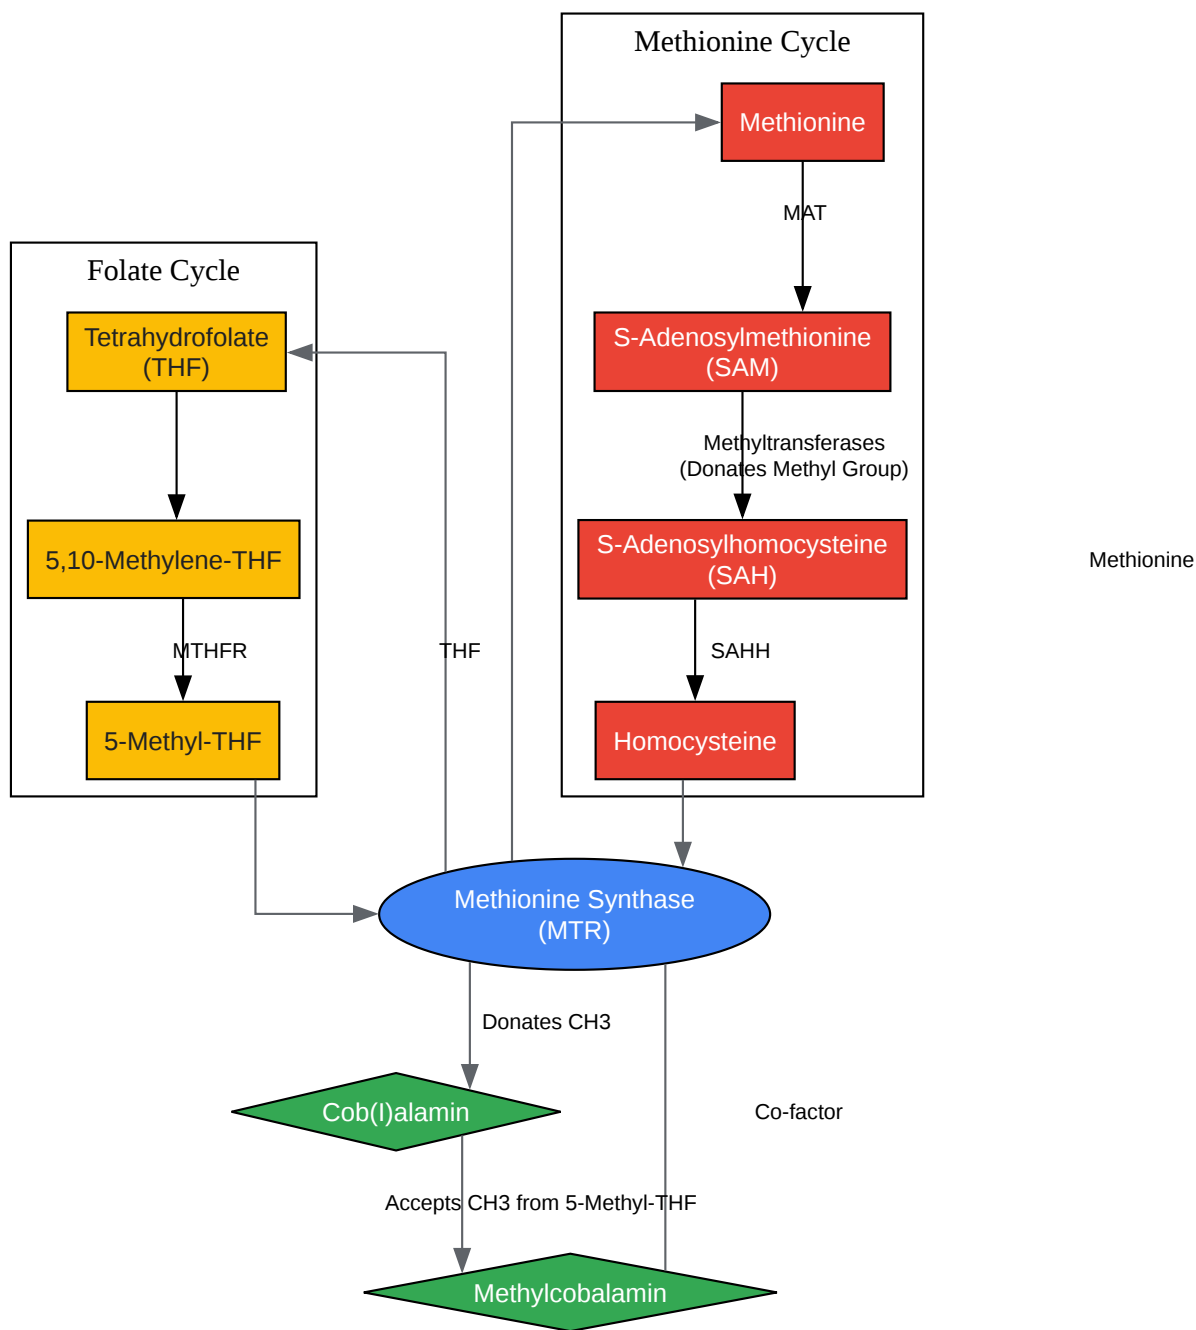 Methionine Cycle
Methionine
MAT
Folate Cycle
Tetrahydrofolate
(THF)
S-Adenosylmethionine
(SAM)
Methyltransferases
(Donates Methyl Group)
5,10-Methylene-THF
S-Adenosylhomocysteine
(SAH)
Methionine
MTHFR
THF
SAHH
5-Methyl-THF
Homocysteine
Methionine Synthase
(MTR)
Donates CH3
Cob(I)alamin
Co-factor
Accepts CH3 from 5-Methyl-THF
Methylcobalamin